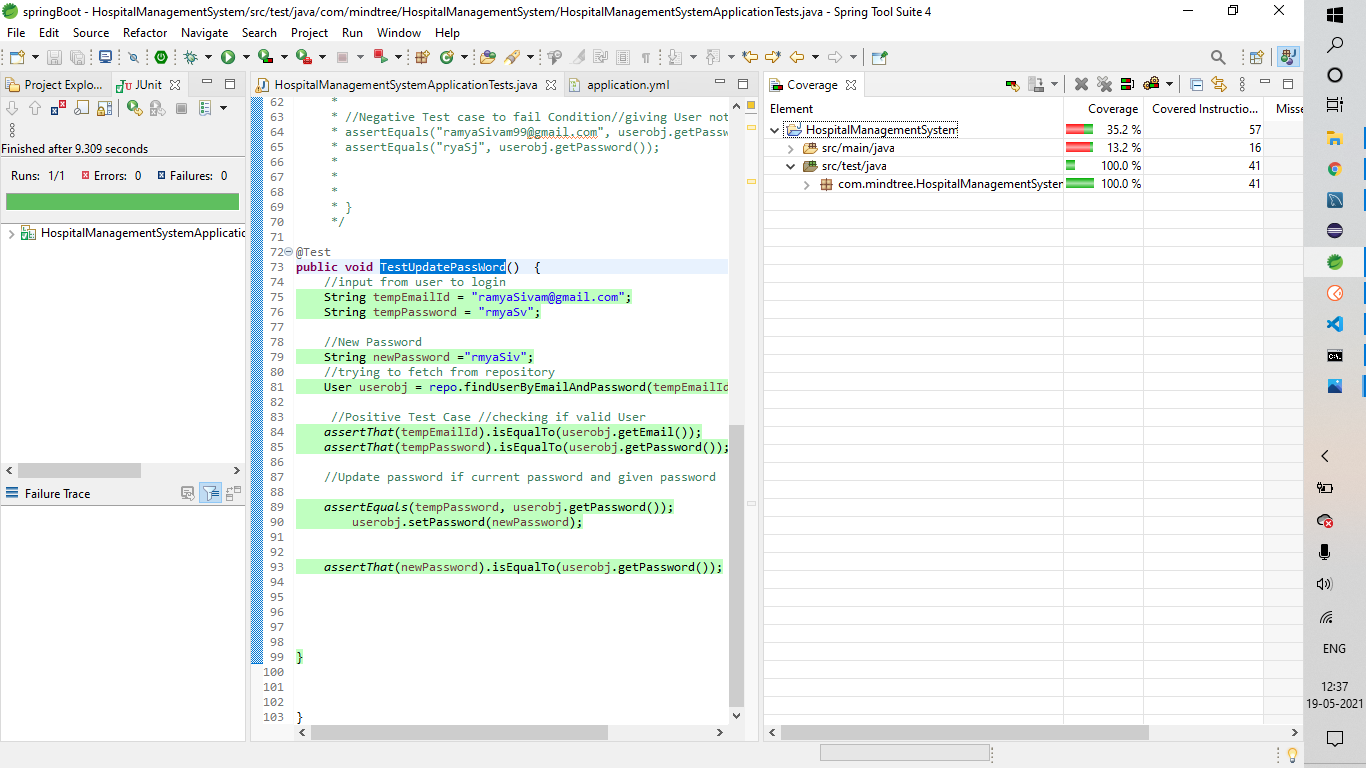 springBoot - HospitalManagementSystem/src/test/java/com/mindtree/HospitalManagementSystem/HospitalManagementSystemApplicationTests.java - Spring Tool Suite 4
File Edit Source Refactor Navigate Search Project Run Window Help
Project Explo...
JUnit
Finished after 9.309 seconds
Runs: 1/1 Errors: 0 Failures: 0
HospitalManagementSystemApplicatic
Failure Trace
HospitalManagementSystemApplicationTests.java
application.yml
62 *
63 * //Negative Test case to fail Condition//giving User not
64 * assertEquals("ramyaSivam99@gmail.com", userobj.getPassw
65 * assertEquals("ryaSj", userobj.getPassword());
66 *
67 *
68 *
69 * }
70 */
71
72 @Test
73 public void TestUpdatePassWord() {
74 //input from user to login
75 String tempEmailId = "ramyaSivam@gmail.com";
76 String tempPassword = "rmyaSv";
77
78 //New Password
79 String newPassword ="rmyaSiv";
80 //trying to fetch from repository
81 User userobj = repo.findUserByEmailAndPassword(tempEmailId
82
83 //Positive Test Case //checking if valid User
84 assertThat(tempEmailId).isEqualTo(userobj.getEmail());
85 assertThat(tempPassword).isEqualTo(userobj.getPassword());
86
87 //Update password if current password and given password
88
89 assertEquals(tempPassword, userobj.getPassword());
90 userobj.setPassword(newPassword);
91
92
93 assertThat(newPassword).isEqualTo(userobj.getPassword());
94
95
96
97
98
99 }
100
101
102
103 }
Coverage
Element Coverage Covered Instructio... Misse
HospitalManagementSystem 35.2 % 57
src/main/java 13.2 % 16
src/test/java 100.0 % 41
com.mindtree.HospitalManagementSyster 100.0 % 41
ENG
12:37
19-05-2021